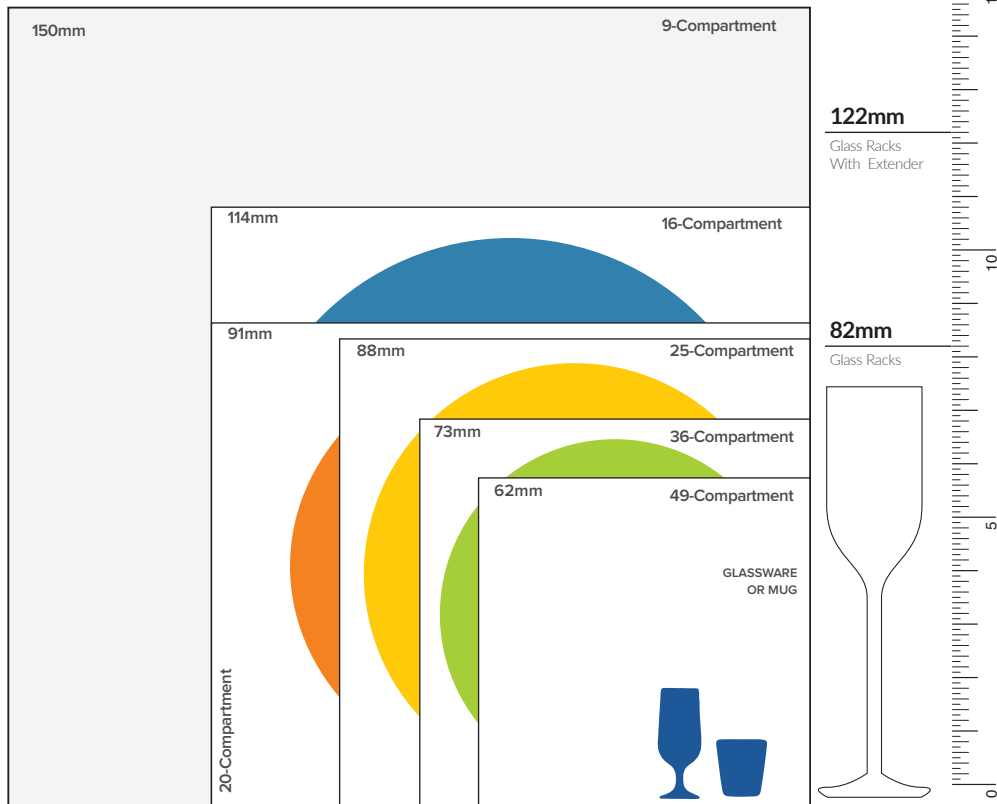 150mm
9-Compartment
114mm
16-Compartment
91mm
20-Compartment
88mm
25-Compartment
73mm
36-Compartment
62mm
49-Compartment
GLASSWARE
OR MUG
122mm
Glass Racks
With Extender
82mm
Glass Racks
10
5
0